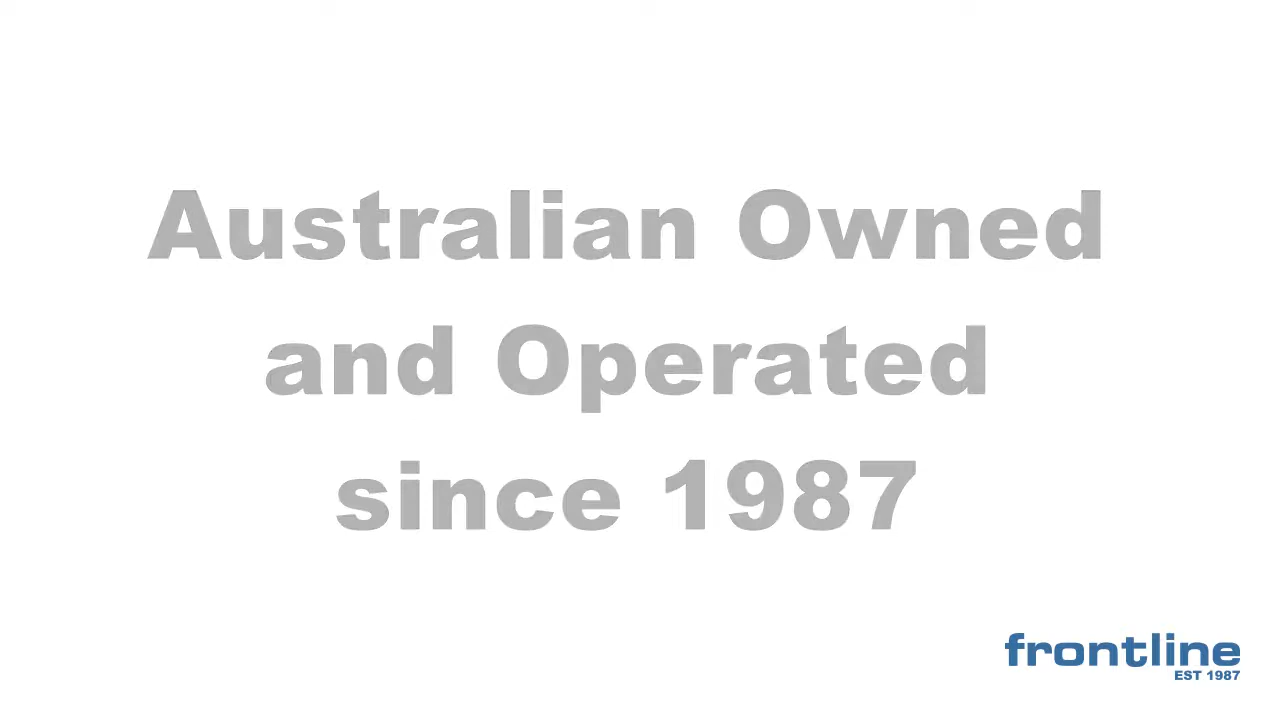 Australian Owned
and Operated
since 1987
frontline
EST 1987